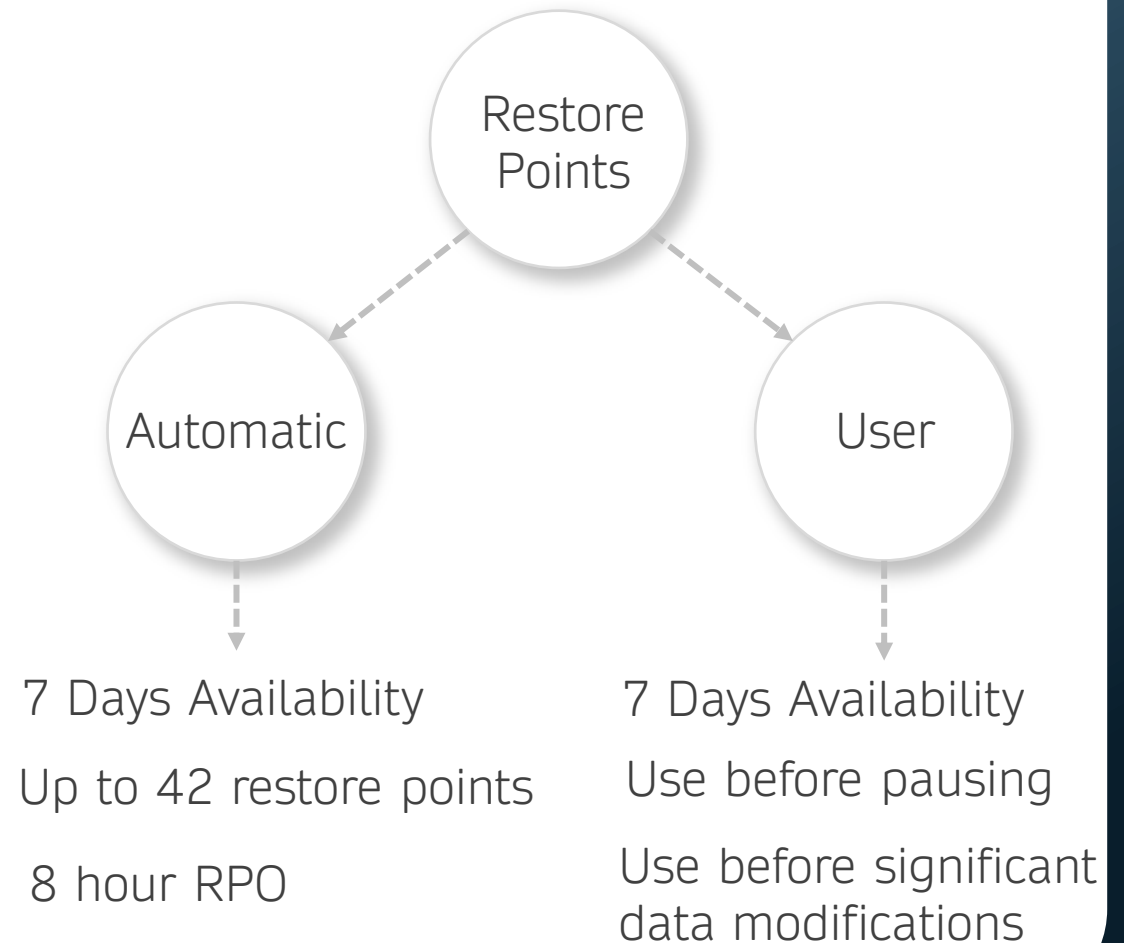 Restore
Points
Automatic
User
7 Days Availability
Up to 42 restore points
8 hour RPO
7 Days Availability
Use before pausing
Use before significant
data modifications